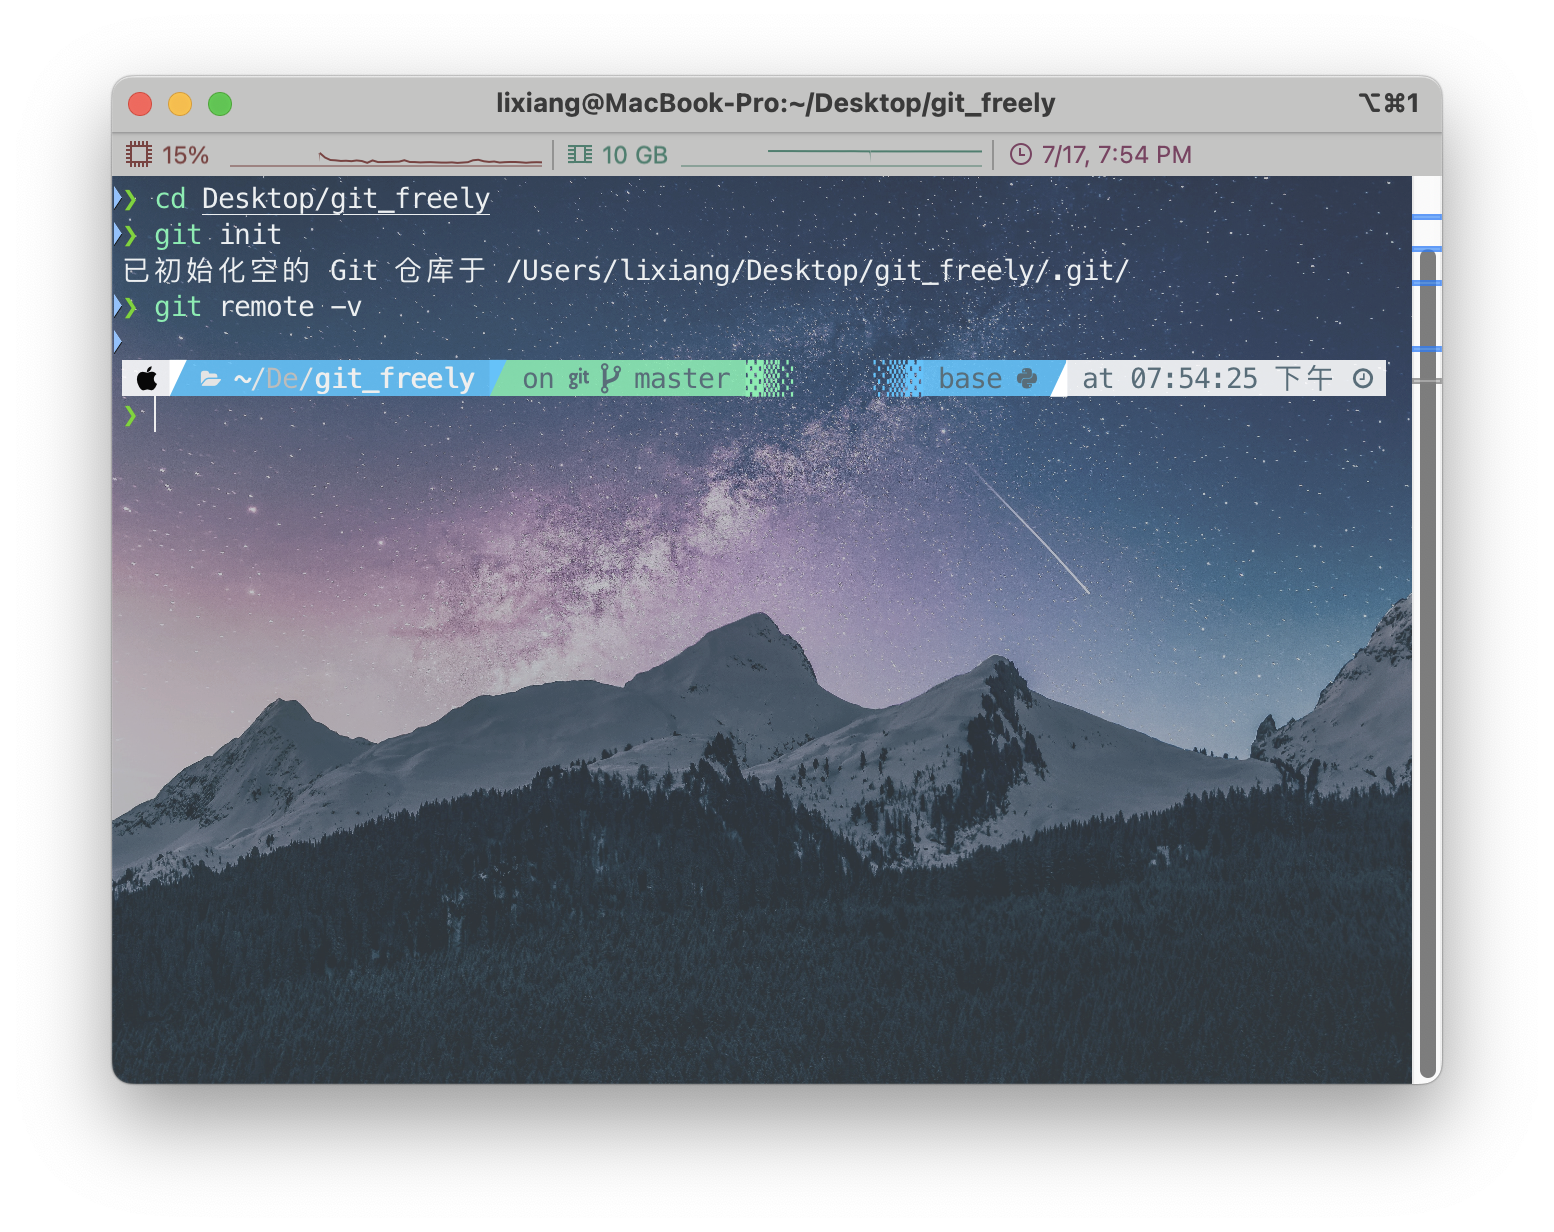 lixiang@MacBook-Pro:~/Desktop/git_freely ⌥⌘1
15% 10 GB 7/17, 7:54 PM
❯ cd Desktop/git_freely
❯ git init
已初始化空的 Git 仓库于 /Users/lixiang/Desktop/git_freely/.git/
❯ git remote -v
~/De/git_freely on git master base at 07:54:25 下午
❯